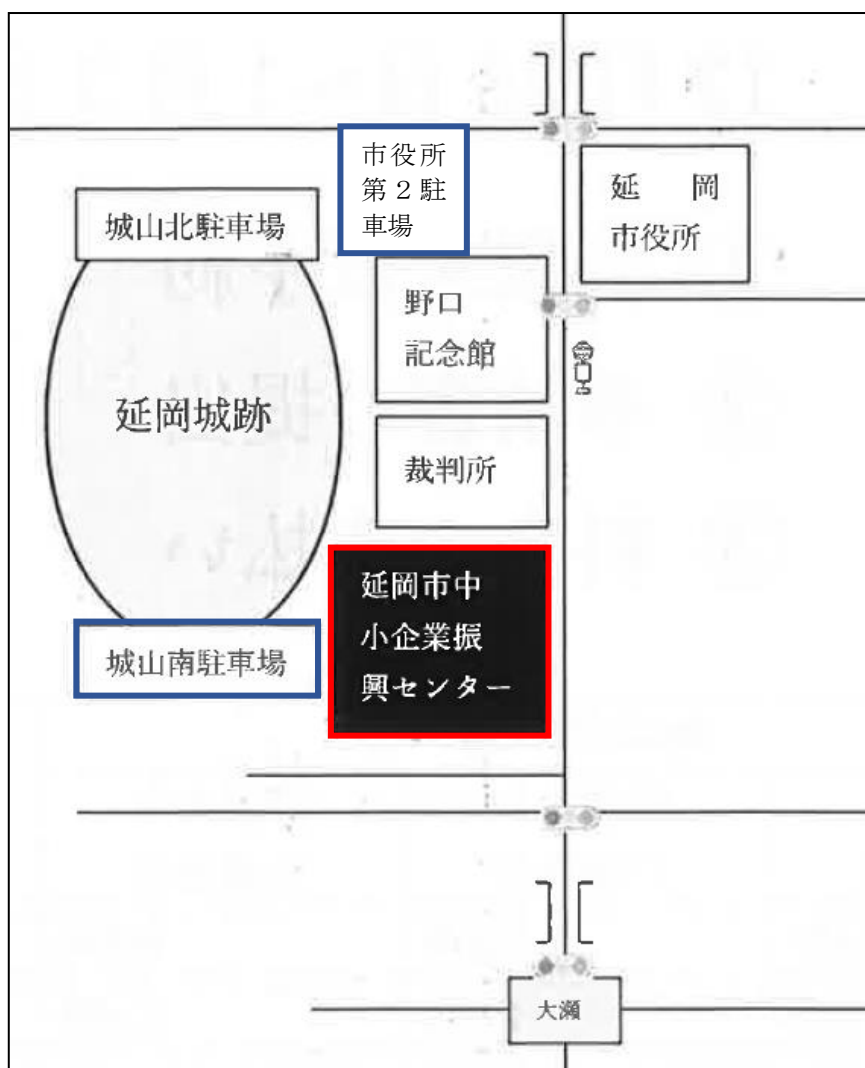 市役所
第２駐
車場
延　岡
市役所
城山北駐車場
野口
記念館
延岡城跡
裁判所
延岡市中
小企業振
興センター
城山南駐車場
大瀬